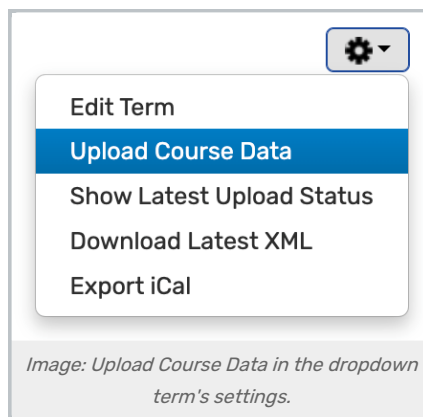 Edit Term
Upload Course Data
Show Latest Upload Status
Download Latest XML
Export iCal
Image: Upload Course Data in the dropdown
term's settings.